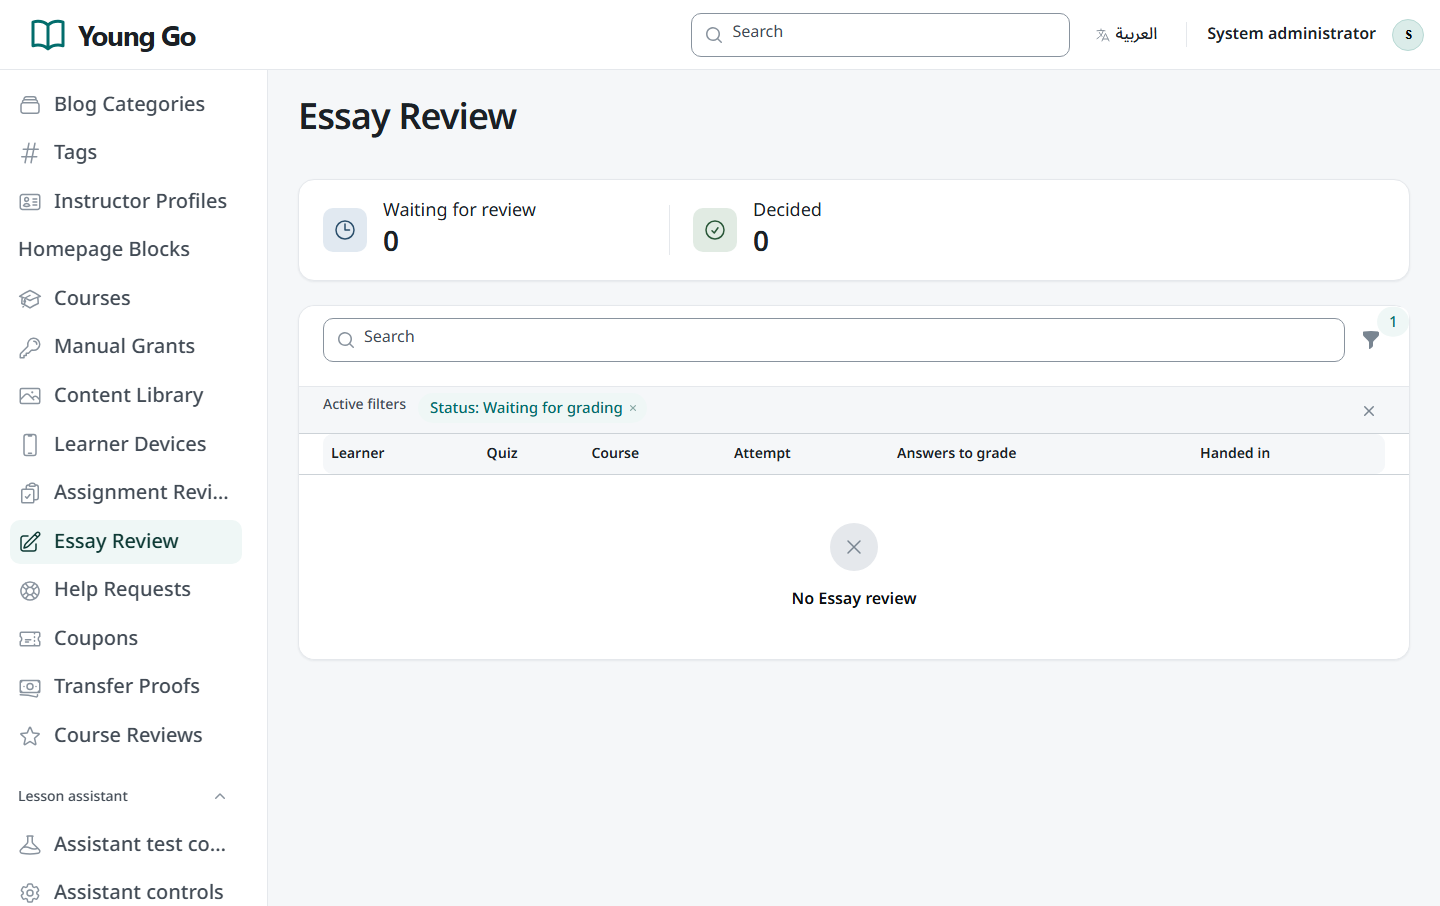 Young Go
Search
العربية
System administrator
S
Blog Categories
Tags
Instructor Profiles
Homepage Blocks
Courses
Manual Grants
Content Library
Learner Devices
Assignment Revi...
Essay Review
Help Requests
Coupons
Transfer Proofs
Course Reviews
Lesson assistant
Assistant test co...
Assistant controls
Essay Review
Waiting for review
0
Decided
0
Search
1
Active filters
Status: Waiting for grading ×
Learner Quiz Course Attempt Answers to grade Handed in
No Essay review